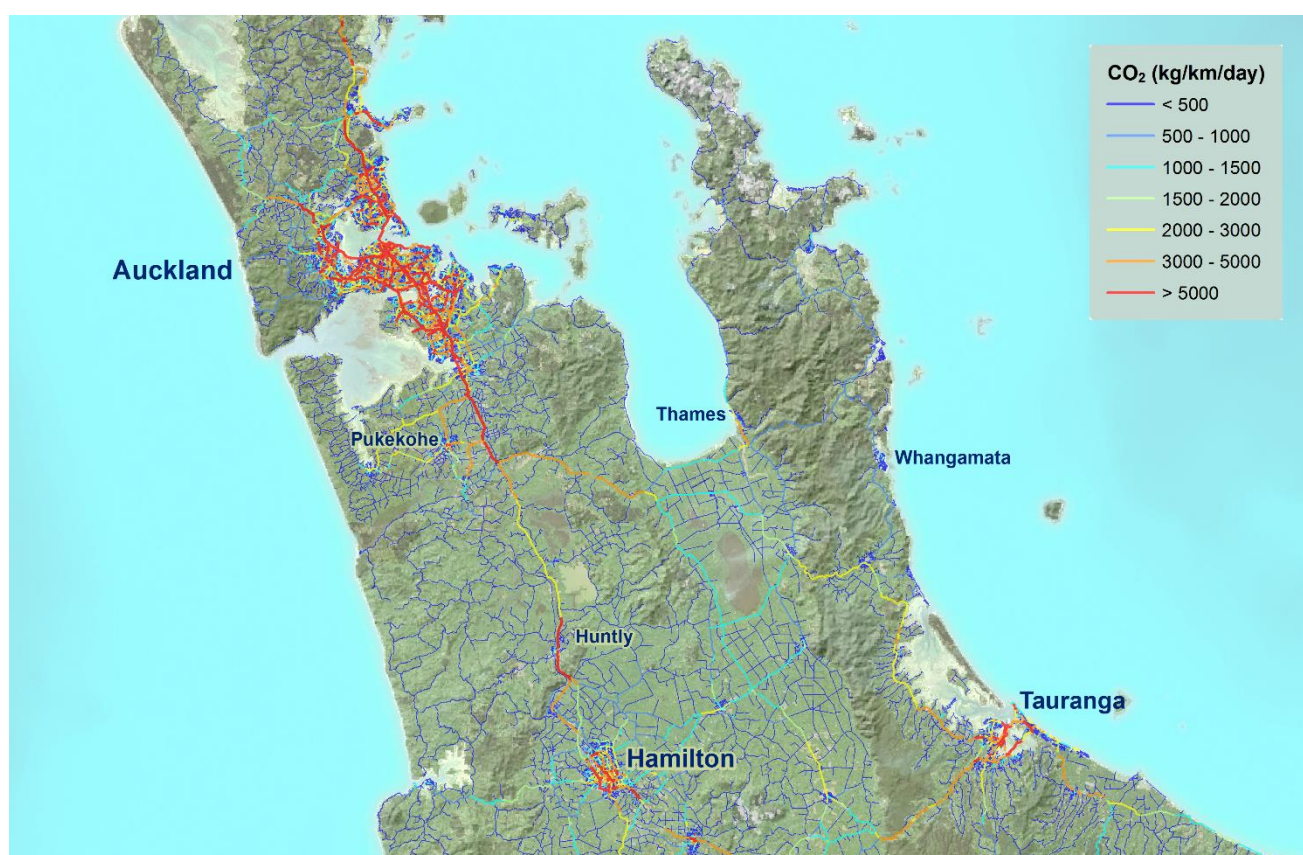 CO₂ (kg/km/day)
< 500
500 - 1000
1000 - 1500
1500 - 2000
2000 - 3000
3000 - 5000
> 5000
Auckland
Thames
Pukekohe
Whangamata
Huntly
Tauranga
Hamilton